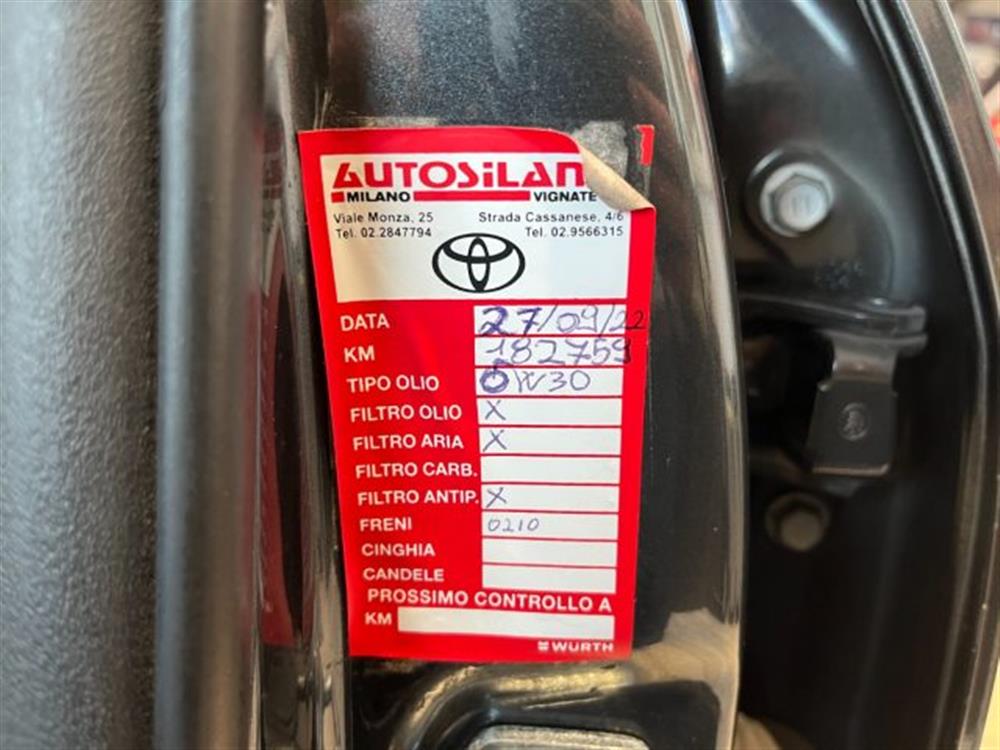 AUTOSILAN
MILANO VIGNATE
Viale Monza, 25 Strada Cassanese, 4/6
Tel. 02.2847794 Tel. 02.9566315
DATA 27/09/22
KM 182759
TIPO OLIO 5W30
FILTRO OLIO X
FILTRO ARIA X
FILTRO CARB.
FILTRO ANTIP. X
FRENI 0210
CINGHIA
CANDELE
PROSSIMO CONTROLLO A
KM
WÜRTH